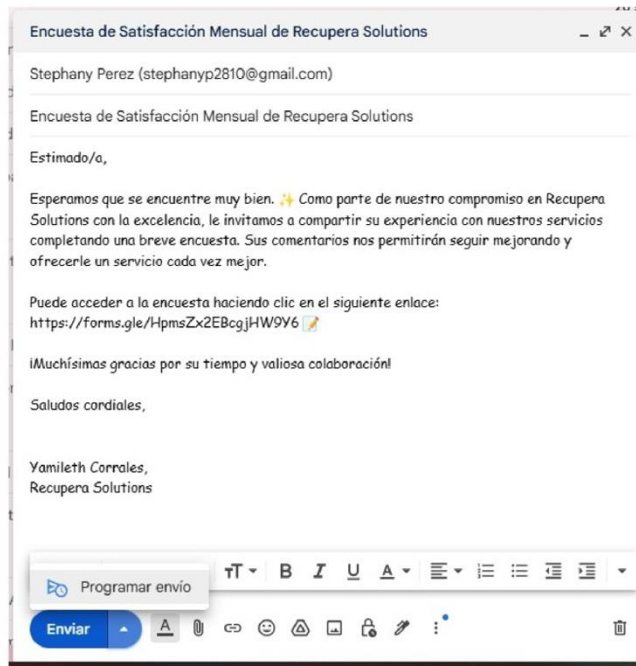 Encuesta de Satisfacción Mensual de Recupera Solutions
Stephany Perez (stephanyp2810@gmail.com)
Encuesta de Satisfacción Mensual de Recupera Solutions
Estimado/a,
Esperamos que se encuentre muy bien. ✨ Como parte de nuestro compromiso en Recupera
Solutions con la excelencia, le invitamos a compartir su experiencia con nuestros servicios
completando una breve encuesta. Sus comentarios nos permitirán seguir mejorando y
ofrecerle un servicio cada vez mejor.
Puede acceder a la encuesta haciendo clic en el siguiente enlace:
https://forms.gle/HpmsZx2EBcgjHW9Y6 📝
¡Muchísimas gracias por su tiempo y valiosa colaboración!
Saludos cordiales,
Yamileth Corrales,
Recupera Solutions
Programar envío
Enviar